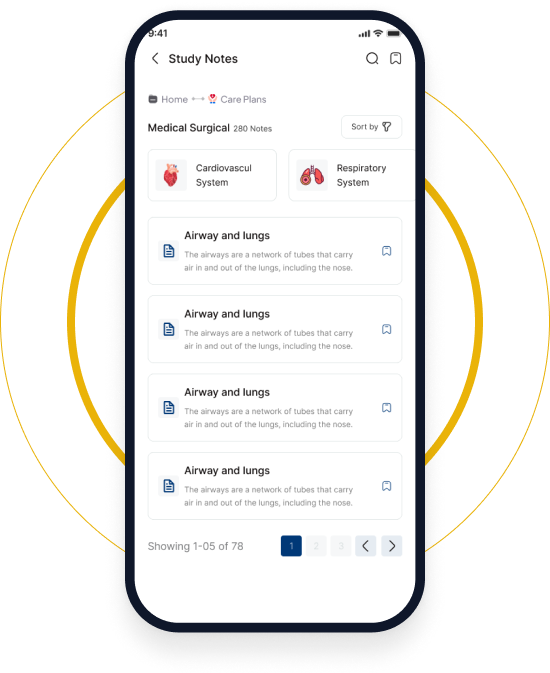 9:41
Study Notes
Home Care Plans
Medical Surgical 280 Notes
Sort by
Cardiovascul
System
Respiratory
System
Airway and lungs
The airways are a network of tubes that carry
air in and out of the lungs, including the nose.
Airway and lungs
The airways are a network of tubes that carry
air in and out of the lungs, including the nose.
Airway and lungs
The airways are a network of tubes that carry
air in and out of the lungs, including the nose.
Airway and lungs
The airways are a network of tubes that carry
air in and out of the lungs, including the nose.
Showing 1-05 of 78
1 2 3